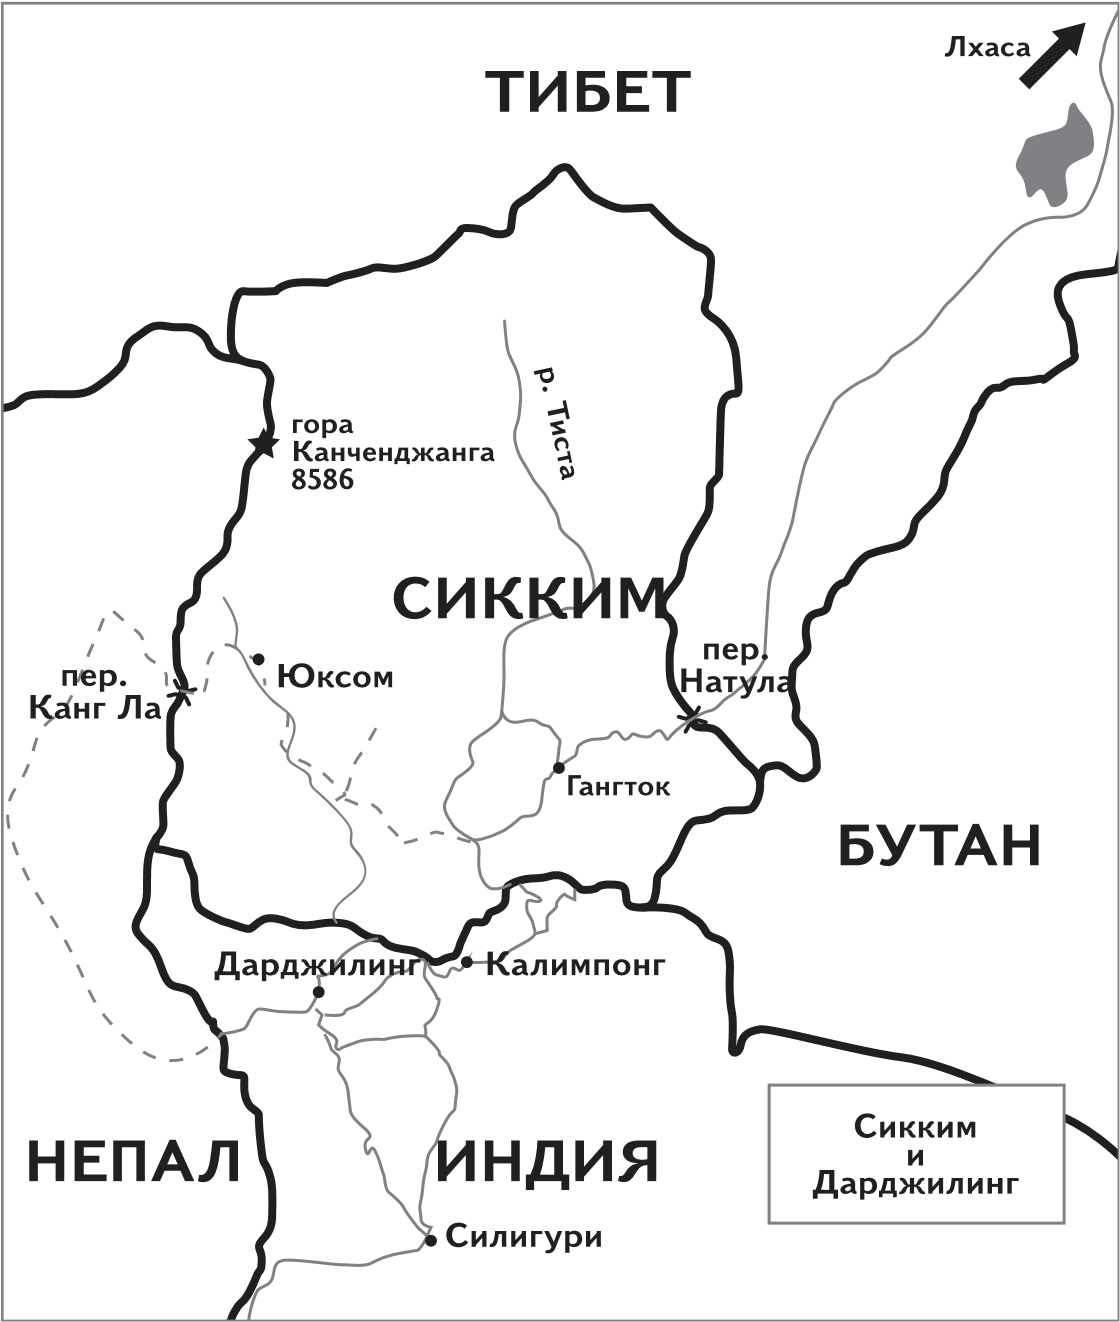 Лхаса
ТИБЕТ
р. Тиста
гора
Канченджанга
8586
СИККИМ
пер.
Натула
Юксом
пер.
Канг Ла
Гангток
БУТАН
Дарджилинг
Калимпонг
НЕПАЛ
ИНДИЯ
Сикким
и
Дарджилинг
Силигури